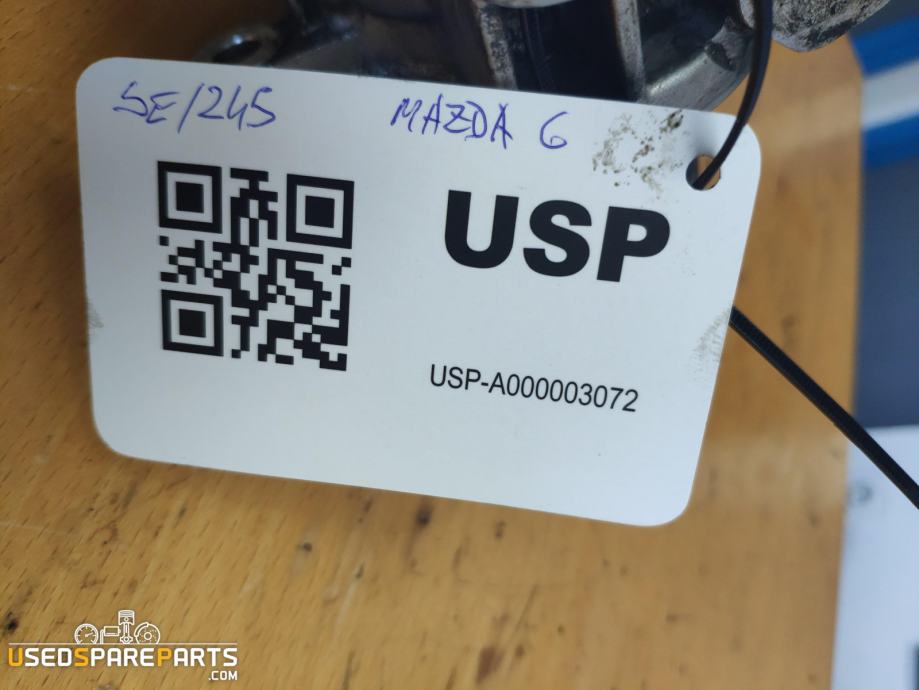 SE/245 MAZDA 6
USP
USP-A000003072
USEDSPAREPARTS
.COM